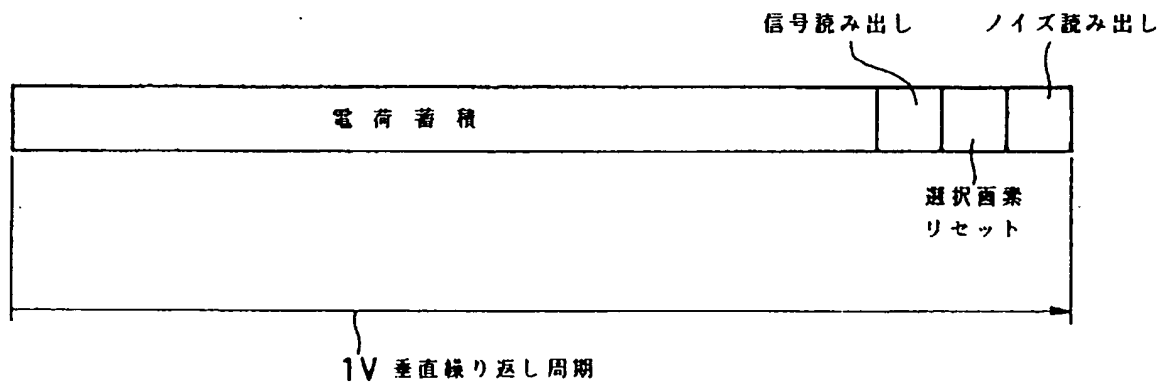 信号読み出し
ノイズ読み出し
電荷蓄積
選択画素
リセット
1V 垂直繰り返し周期